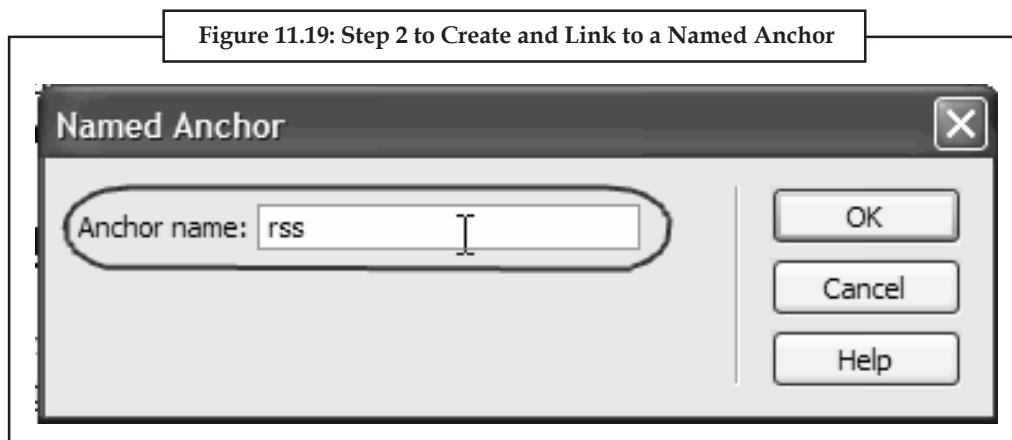 Figure 11.19: Step 2 to Create and Link to a Named Anchor
Named Anchor
Anchor name: rss
OK
Cancel
Help